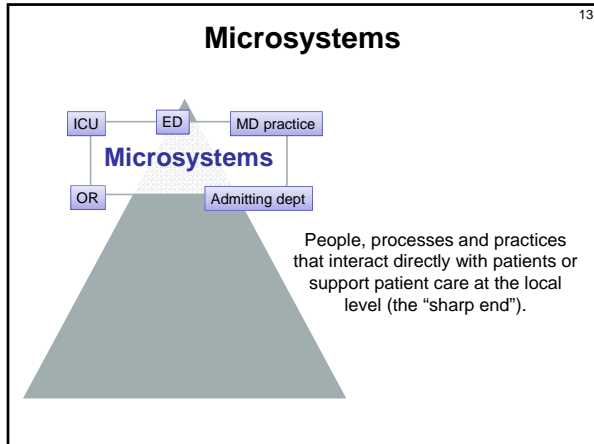 13
Microsystems
ICU
ED
MD practice
Microsystems
OR
Admitting dept
People, processes and practices
that interact directly with patients or
support patient care at the local
level (the “sharp end”).